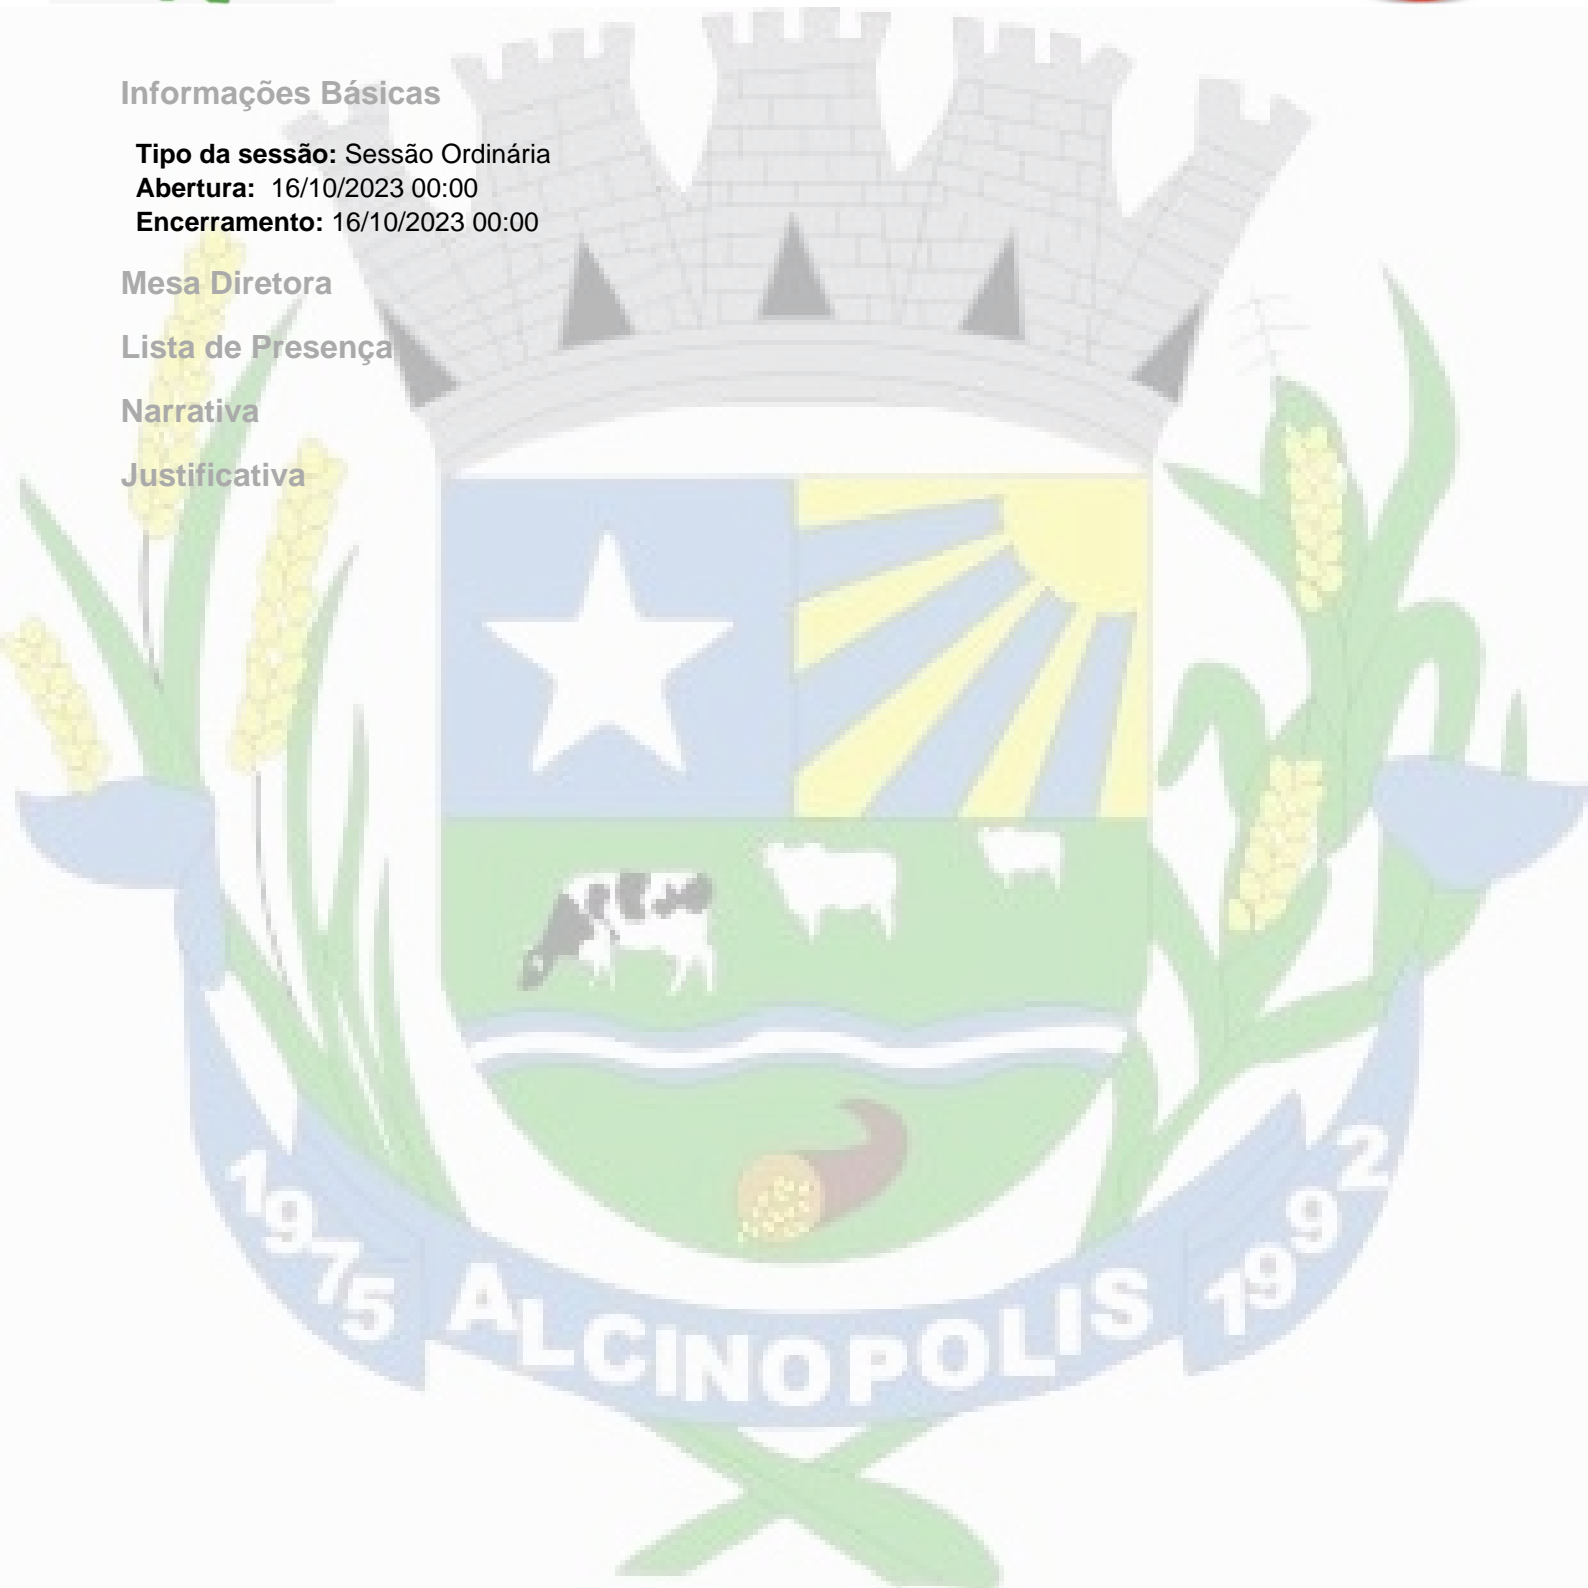 Informações Básicas
Tipo da sessão: Sessão Ordinária
Abertura: 16/10/2023 00:00
Encerramento: 16/10/2023 00:00
Mesa Diretora
Lista de Presença
Narrativa
Justificativa
1975 ALCINOPOLIS 1992